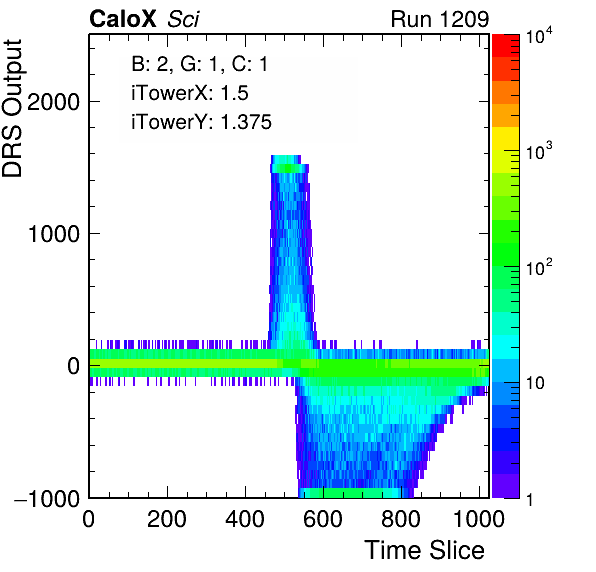 CaloX Sci
Run 1209
10^4
DRS Output
B: 2, G: 1, C: 1
iTowerX: 1.5
iTowerY: 1.375
2000
10^3
1000
10^2
0
10
−1000
1
0 200 400 600 800 1000
Time Slice